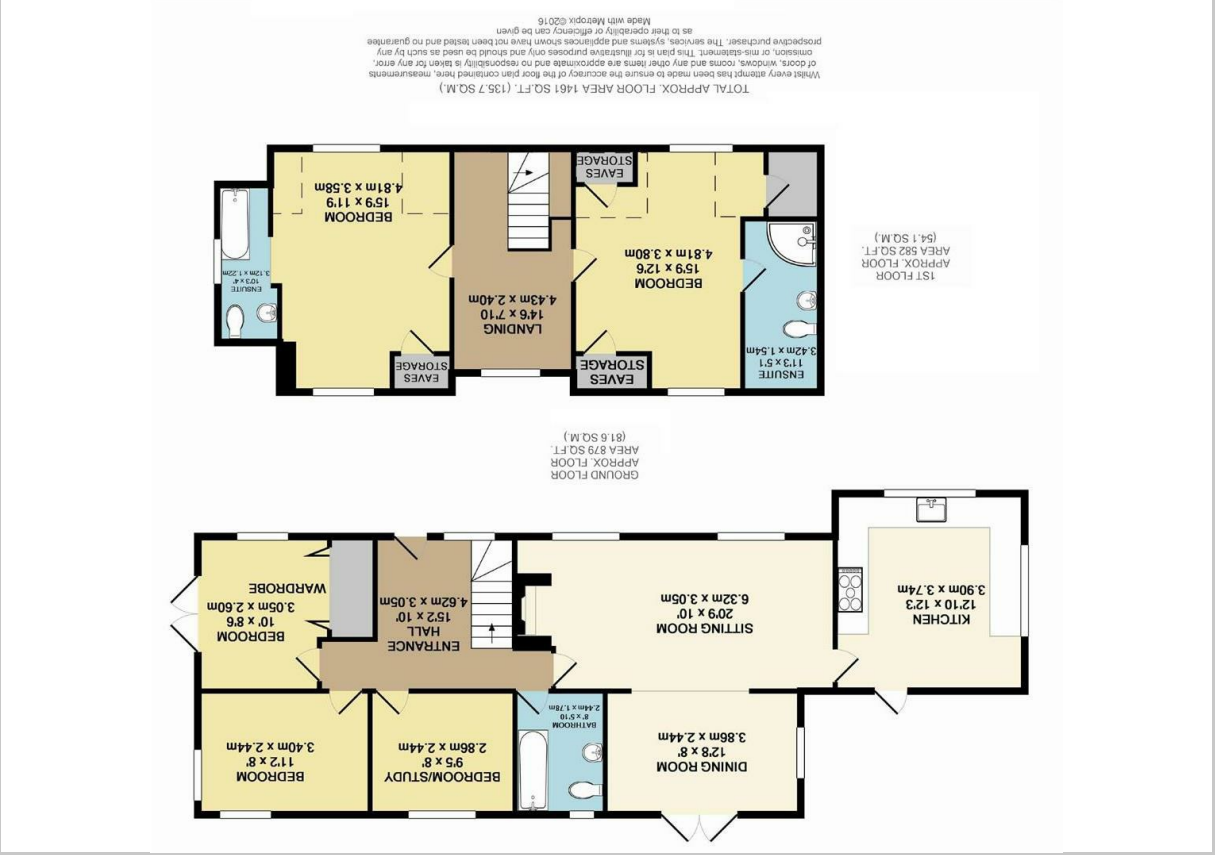 DINING ROOM
12'8 x 8'
3.86m x 2.44m
BATHROOM
8' x 5'10
2.44m x 1.78m
BEDROOM/STUDY
9'5 x 8'
2.86m x 2.44m
BEDROOM
11'2 x 8'
3.40m x 2.44m
KITCHEN
12'10 x 12'3
3.90m x 3.74m
SITTING ROOM
20'9 x 10'
6.32m x 3.05m
ENTRANCE
HALL
15'2 x 10'
4.62m x 3.05m
BEDROOM
10' x 8'6
3.05m x 2.60m
WARDROBE
GROUND FLOOR
APPROX. FLOOR
AREA 879 SQ.FT.
(81.6 SQ.M.)
ENSUITE
11'3 x 5'1
3.42m x 1.54m
EAVES
STORAGE
BEDROOM
15'9 x 12'6
4.81m x 3.80m
EAVES
STORAGE
LANDING
14'6 x 7'10
4.43m x 2.40m
EAVES
STORAGE
BEDROOM
15'9 x 11'9
4.81m x 3.58m
ENSUITE
10'3 x 4'
3.12m x 1.22m
1ST FLOOR
APPROX. FLOOR
AREA 582 SQ.FT.
(54.1 SQ.M.)
TOTAL APPROX. FLOOR AREA 1461 SQ.FT. (135.7 SQ.M.)
Whilst every attempt has been made to ensure the accuracy of the floor plan contained here, measurements
of doors, windows, rooms and any other items are approximate and no responsibility is taken for any error,
omission, or mis-statement. This plan is for illustrative purposes only and should be used as such by any
prospective purchaser. The services, systems and appliances shown have not been tested and no guarantee
as to their operability or efficiency can be given
Made with Metropix ©2016